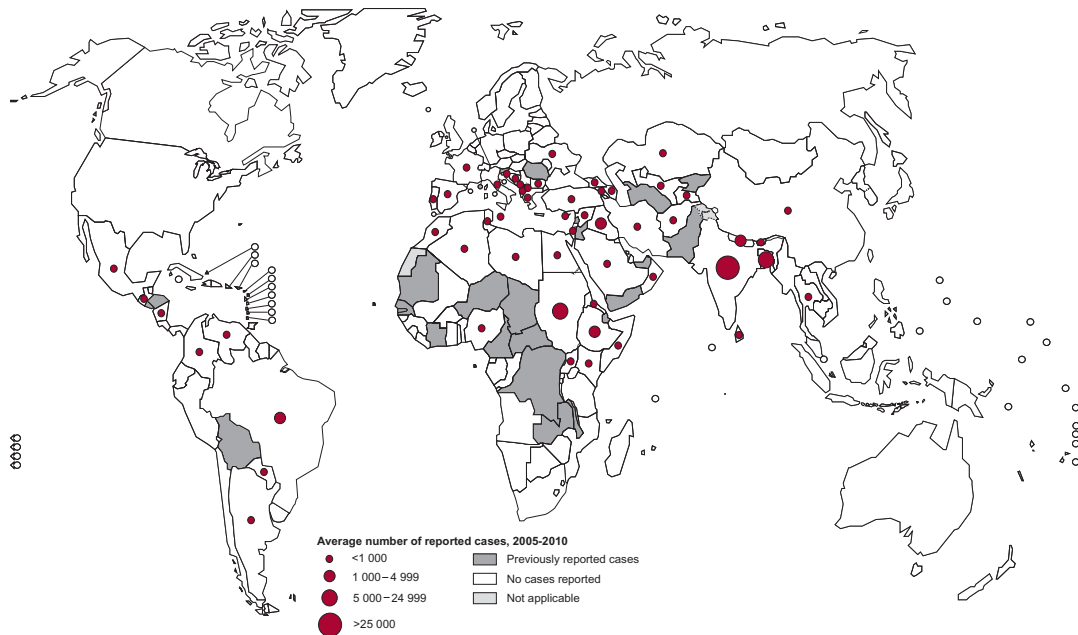 Average number of reported cases, 2005-2010
<1 000
1 000–4 999
5 000–24 999
>25 000
Previously reported cases
No cases reported
Not applicable